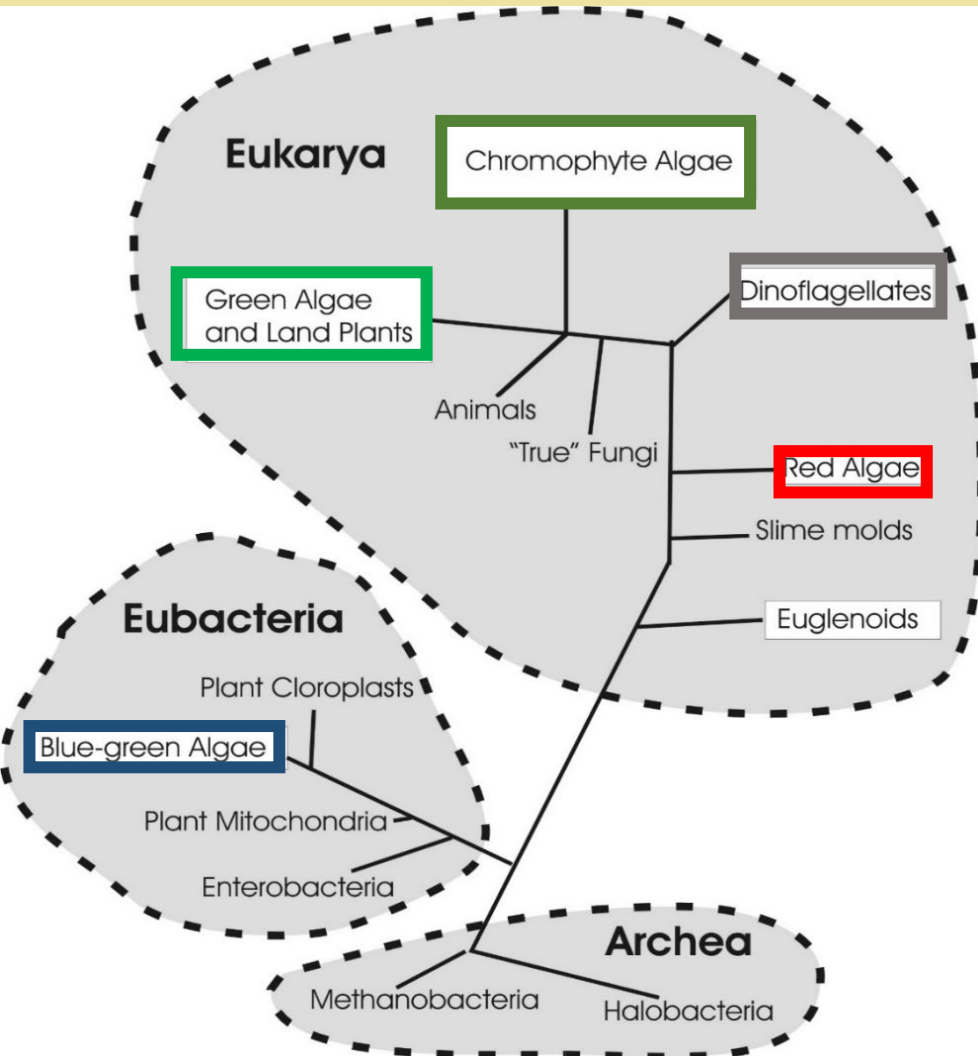 Eukarya
Chromophyte Algae
Green Algae
and Land Plants
Dinoflagellates
Animals
"True" Fungi
Red Algae
Slime molds
Euglenoids
Eubacteria
Plant Cloroplasts
Blue-green Algae
Plant Mitochondria
Enterobacteria
Archea
Methanobacteria
Halobacteria